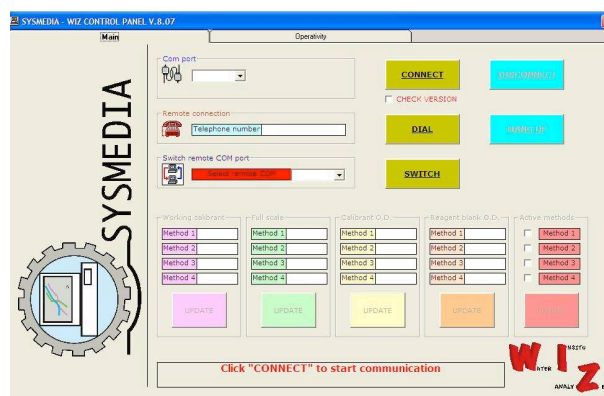 SYSMEDIA - WIZ CONTROL PANEL V.8.07
Main
Operativity
SYSMEDIA
Com port
CONNECT
DISCONNECT
CHECK VERSION
Remote connection
Telephone number
DIAL
HANG UP
Switch remote COM port
Select remote COM
SWITCH
Working calibrant
Full scale
Calibrant O.D.
Reagent blank O.D.
Active methods
Method 1 Method 1 Method 1 Method 1 Method 1
Method 2 Method 2 Method 2 Method 2 Method 2
Method 3 Method 3 Method 3 Method 3 Method 3
Method 4 Method 4 Method 4 Method 4 Method 4
UPDATE UPDATE UPDATE UPDATE
Click "CONNECT" to start communication
WATER
INSITU
ANALY